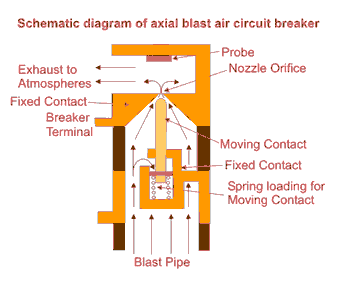 Schematic diagram of axial blast air circuit breaker
Probe
Exhaust to
Atmospheres
Nozzle Orifice
Fixed Contact
Breaker
Terminal
Moving Contact
Fixed Contact
Spring loading for
Moving Contact
Blast Pipe